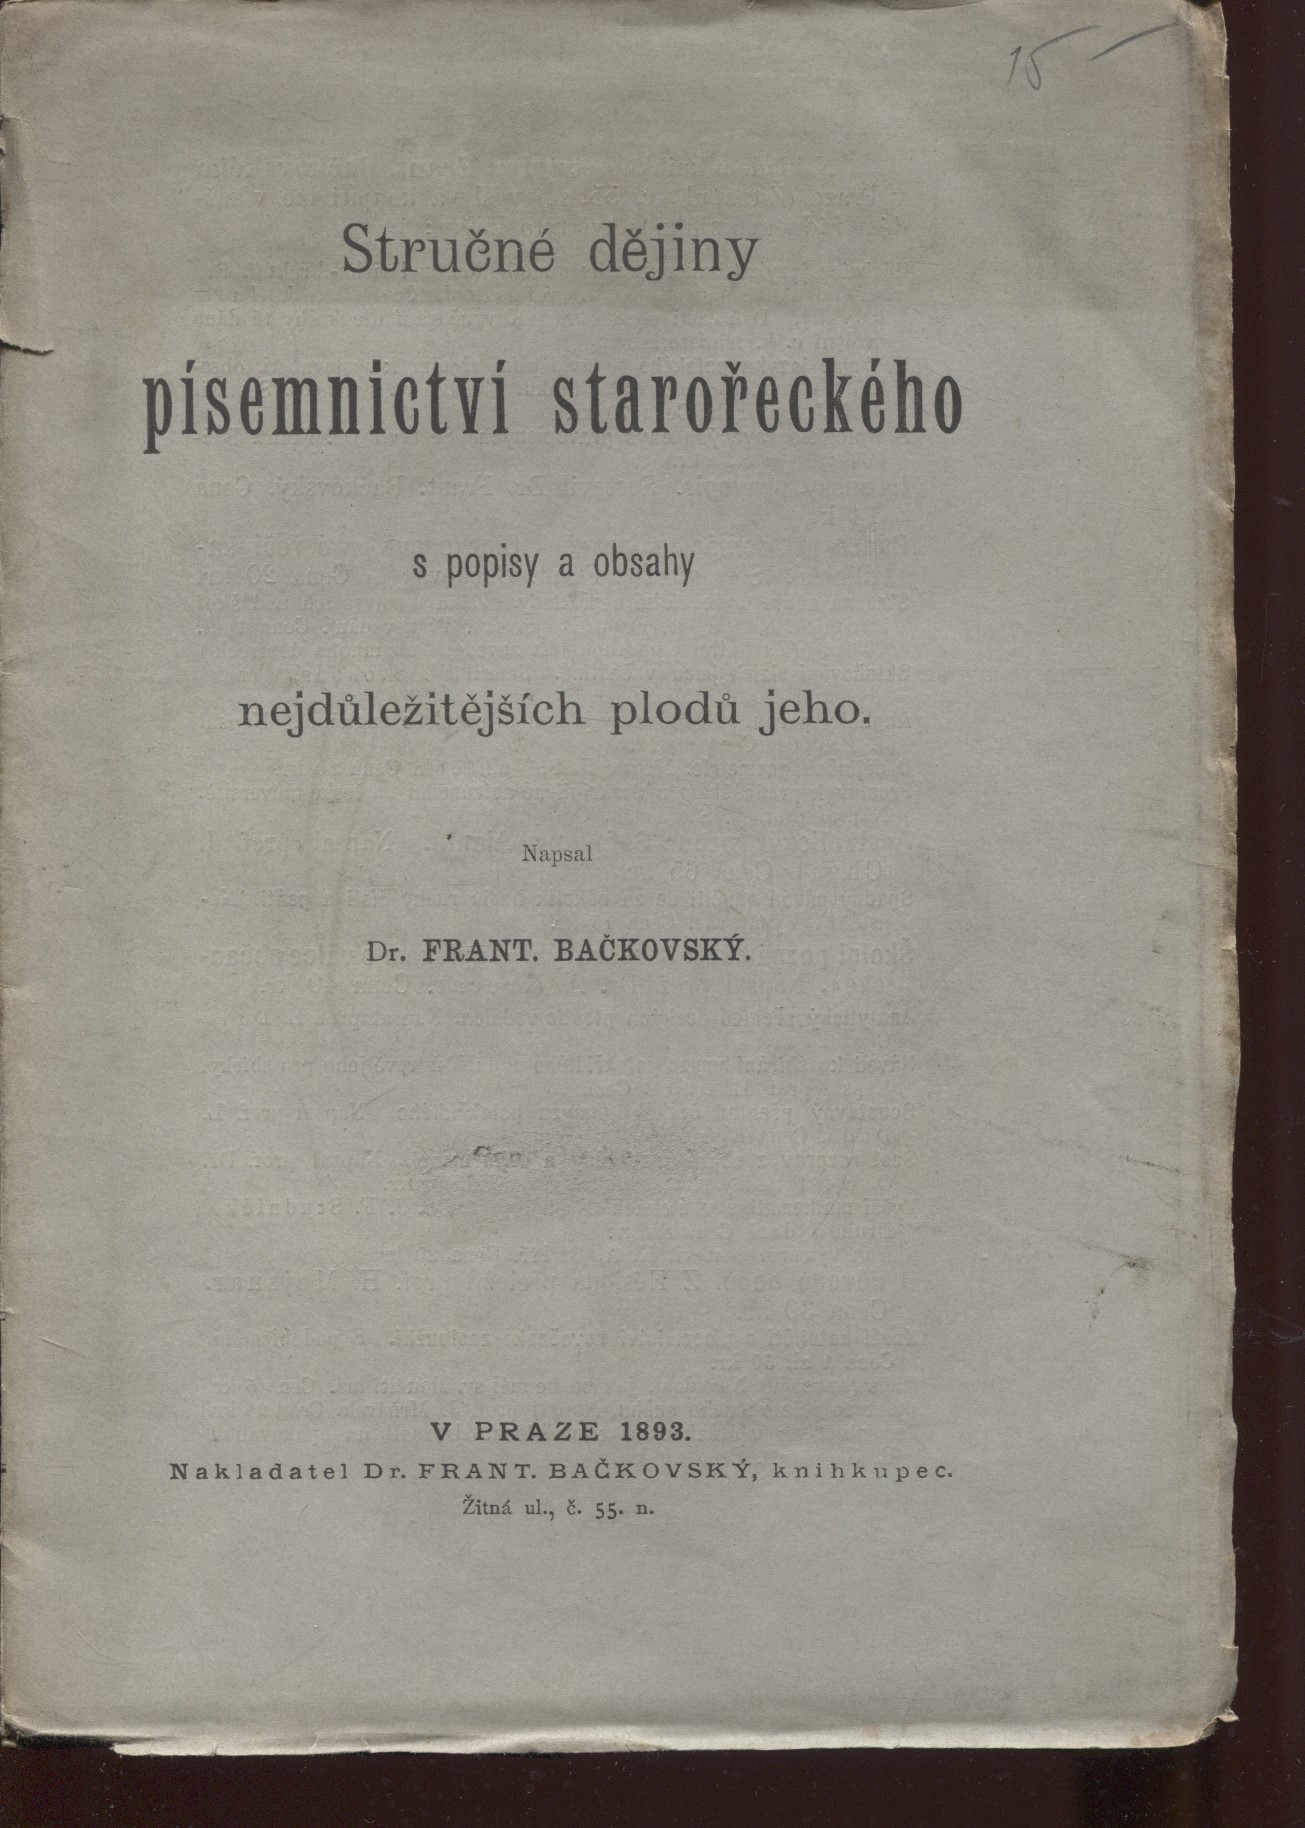 15 —
Stručné dějiny
písemnictví starořeckého
s popisy a obsahy
nejdůležitějších plodů jeho.
Napsal
Dr. FRANT. BAČKOVSKÝ.
V PRAZE 1893.
Nakladatel Dr. FRANT. BAČKOVSKÝ, knihkupec.
Žitná ul., č. 55. n.